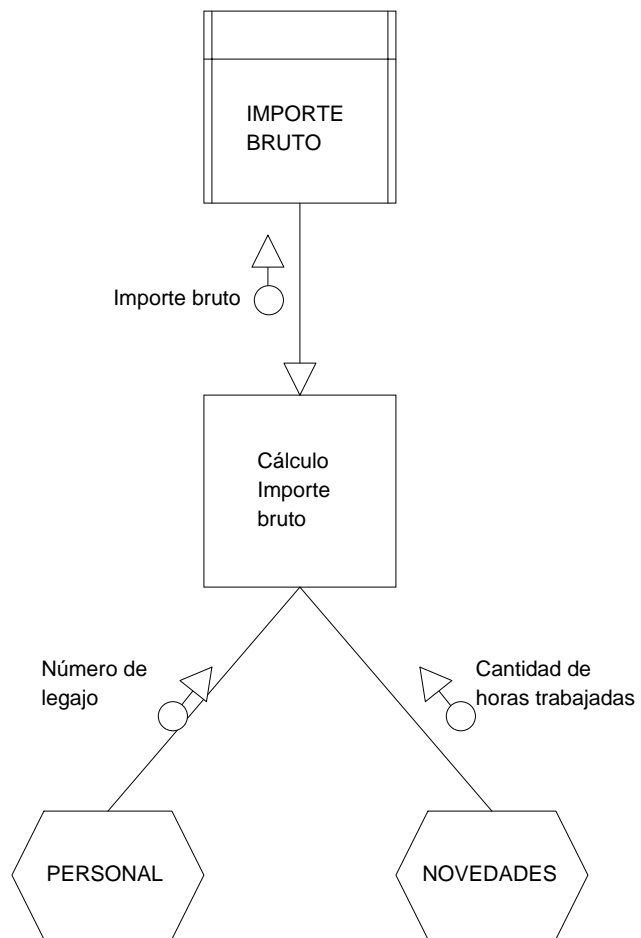 IMPORTE
BRUTO
Importe bruto
Cálculo
Importe
bruto
Número de
legajo
Cantidad de
horas trabajadas
PERSONAL
NOVEDADES